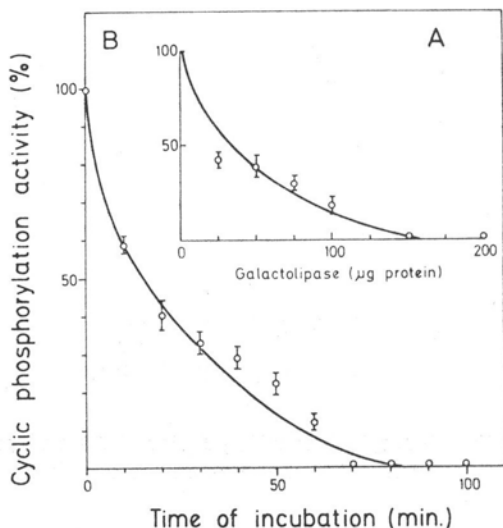 B
A
100
50
0
100
50
0
100
200
Galactolipase (µg protein)
Cyclic phosphorylation activity (%)
0
50
100
Time of incubation (min.)